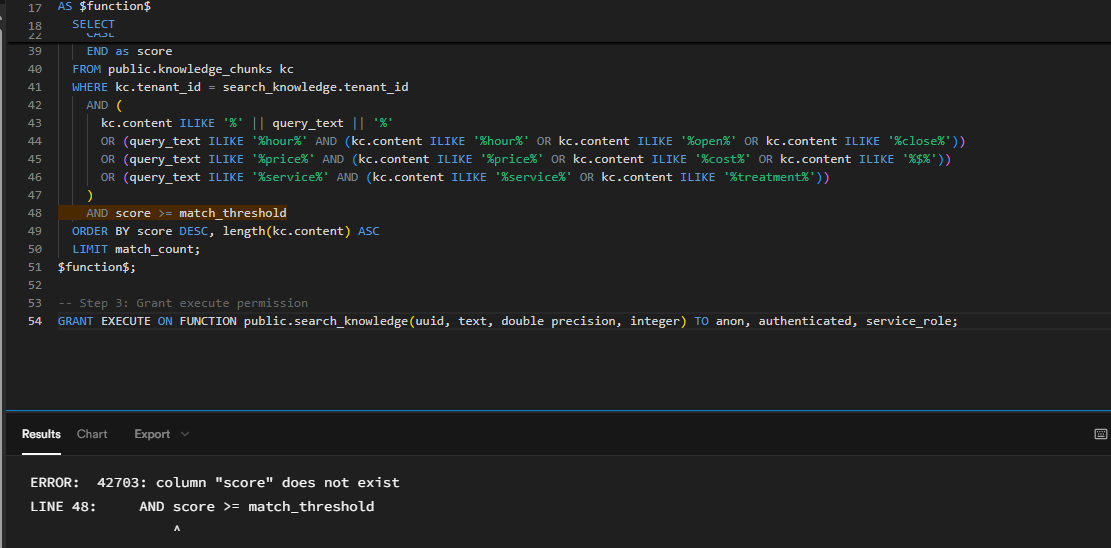 17 AS $function$
18 SELECT
22 CASE
39 END as score
40 FROM public.knowledge_chunks kc
41 WHERE kc.tenant_id = search_knowledge.tenant_id
42 AND (
43 kc.content ILIKE '%' || query_text || '%'
44 OR (query_text ILIKE '%hour%' AND (kc.content ILIKE '%hour%' OR kc.content ILIKE '%open%' OR kc.content ILIKE '%close%'))
45 OR (query_text ILIKE '%price%' AND (kc.content ILIKE '%price%' OR kc.content ILIKE '%cost%' OR kc.content ILIKE '%$%'))
46 OR (query_text ILIKE '%service%' AND (kc.content ILIKE '%service%' OR kc.content ILIKE '%treatment%'))
47 )
48 AND score >= match_threshold
49 ORDER BY score DESC, length(kc.content) ASC
50 LIMIT match_count;
51 $function$;
52
53 -- Step 3: Grant execute permission
54 GRANT EXECUTE ON FUNCTION public.search_knowledge(uuid, text, double precision, integer) TO anon, authenticated, service_role;
Results Chart Export
ERROR: 42703: column "score" does not exist
LINE 48: AND score >= match_threshold
^